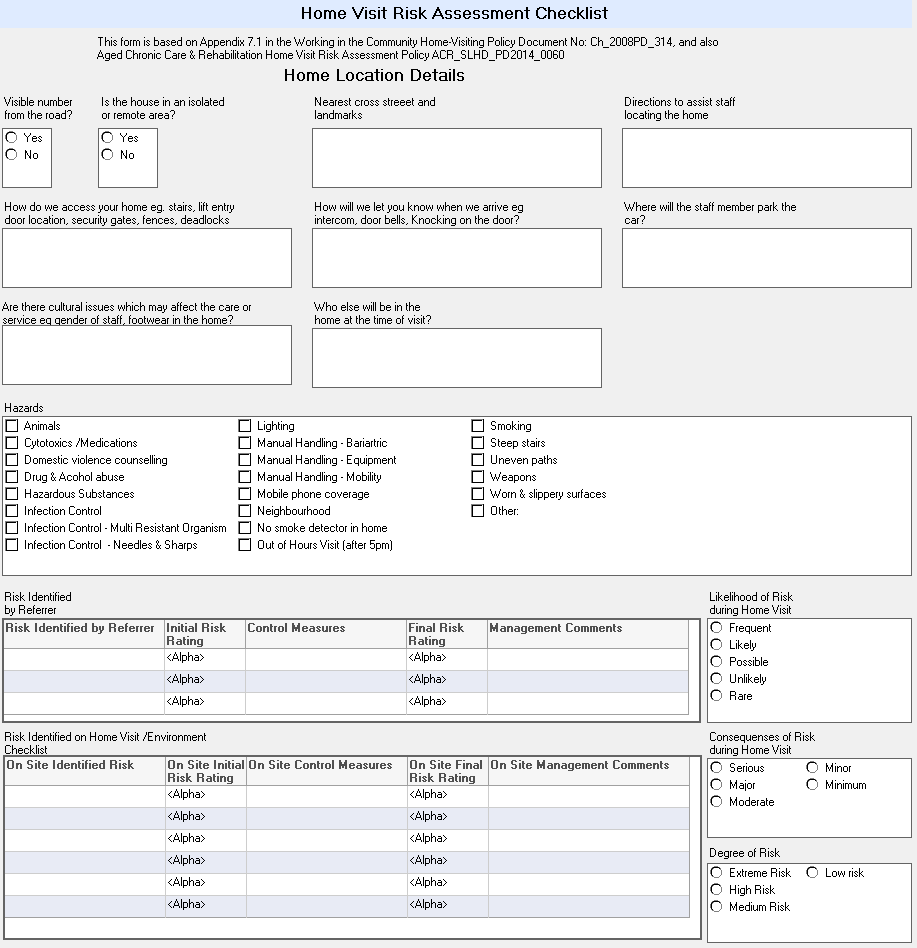 Home Visit Risk Assessment Checklist
This form is based on Appendix 7.1 in the Working in the Community Home-Visiting Policy Document No: Ch_2008PD_314, and also
Aged Chronic Care & Rehabilitation Home Visit Risk Assessment Policy ACR_SLHD_PD2014_0060
Home Location Details
Visible number
from the road?
Yes
No
Is the house in an isolated
or remote area?
Yes
No
Nearest cross streeet and
landmarks
Directions to assist staff
locating the home
How do we access your home eg. stairs, lift entry
door location, security gates, fences, deadlocks
How will we let you know when we arrive eg
intercom, door bells, Knocking on the door?
Where will the staff member park the
car?
Are there cultural issues which may affect the care or
service eg gender of staff, footwear in the home?
Who else will be in the
home at the time of visit?
Hazards
Animals
Cytotoxics /Medications
Domestic violence counselling
Drug & Acohol abuse
Hazardous Substances
Infection Control
Infection Control - Multi Resistant Organism
Infection Control - Needles & Sharps
Lighting
Manual Handling - Bariartric
Manual Handling - Equipment
Manual Handling - Mobility
Mobile phone coverage
Neighbourhood
No smoke detector in home
Out of Hours Visit (after 5pm)
Smoking
Steep stairs
Uneven paths
Weapons
Worn & slippery surfaces
Other:
Risk Identified
by Referrer
Risk Identified by Referrer
Initial Risk
Rating
Control Measures
Final Risk
Rating
Management Comments
<Alpha> <Alpha>
<Alpha> <Alpha>
<Alpha> <Alpha>
Likelihood of Risk
during Home Visit
Frequent
Likely
Possible
Unlikely
Rare
Risk Identified on Home Visit /Environment
Checklist
On Site Identified Risk
On Site Initial
Risk Rating
On Site Control Measures
On Site Final
Risk Rating
On Site Management Comments
<Alpha> <Alpha>
<Alpha> <Alpha>
<Alpha> <Alpha>
<Alpha> <Alpha>
<Alpha> <Alpha>
<Alpha> <Alpha>
Consequenses of Risk
during Home Visit
Serious
Major
Moderate
Minor
Minimum
Degree of Risk
Extreme Risk
High Risk
Medium Risk
Low risk